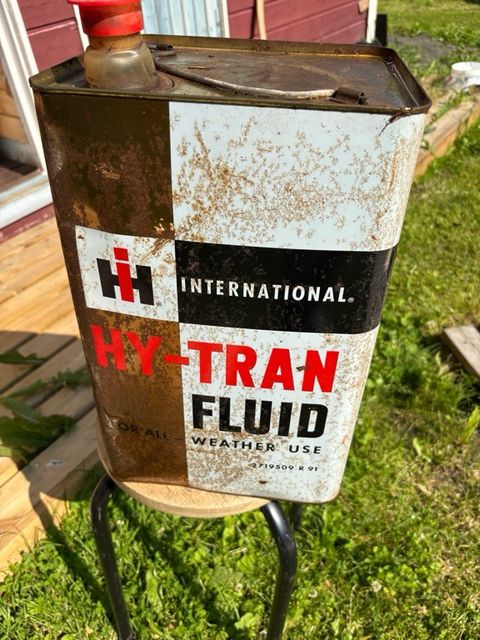 IH
INTERNATIONAL®
HY-TRAN
FLUID
FOR ALL-WEATHER USE
2719509 R 91